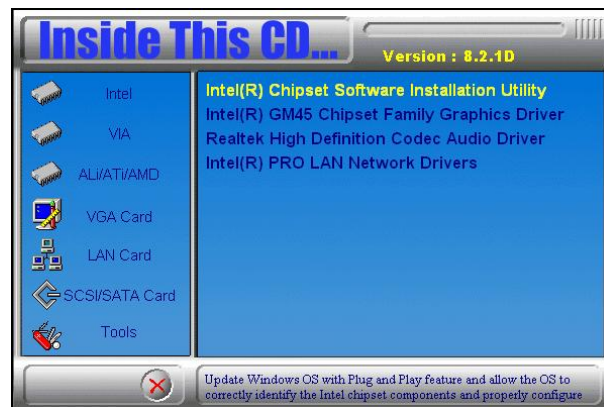 Inside This CD...
Version : 8.2.1D
Intel
VIA
ALi/ATi/AMD
VGA Card
LAN Card
SCSI/SATA Card
Tools
Intel(R) Chipset Software Installation Utility
Intel(R) GM45 Chipset Family Graphics Driver
Realtek High Definition Codec Audio Driver
Intel(R) PRO LAN Network Drivers
Update Windows OS with Plug and Play feature and allow the OS to
correctly identify the Intel chipset components and properly configure